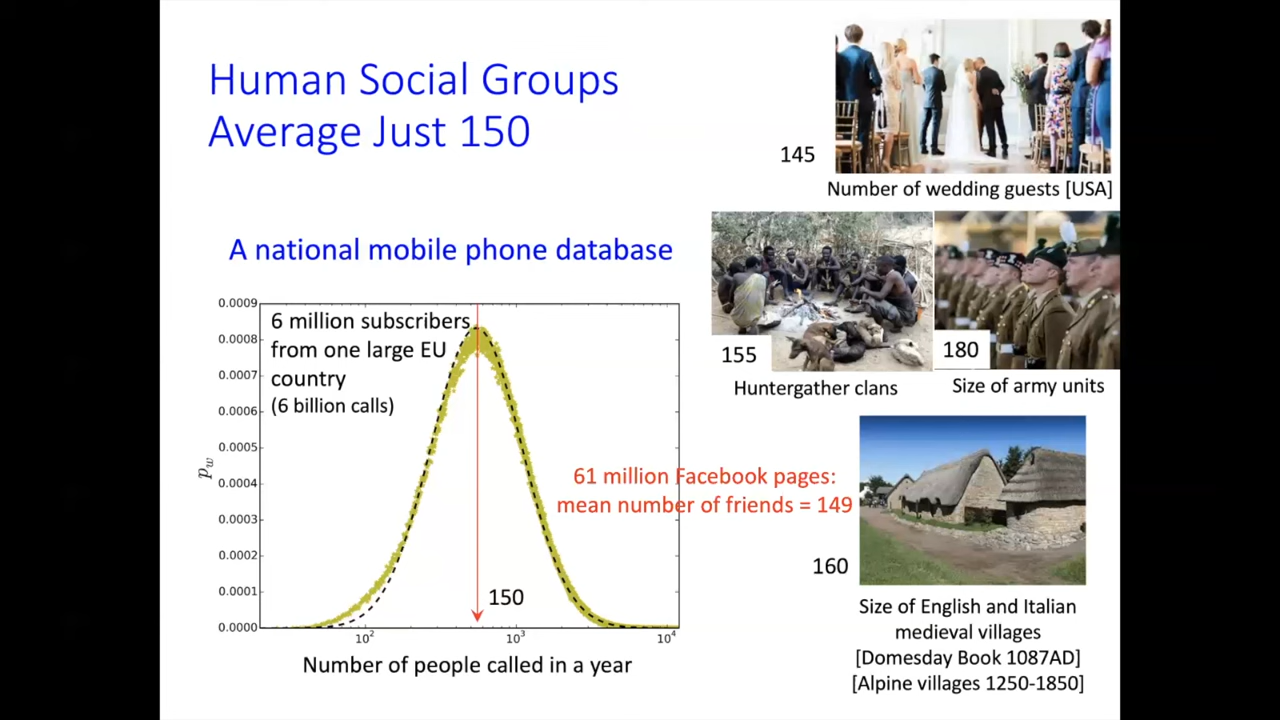 Human Social Groups
Average Just 150
145
Number of wedding guests [USA]
A national mobile phone database
155
Huntergather clans
180
Size of army units
0.0009
0.0008
0.0007
0.0006
0.0005
0.0004
0.0003
0.0002
0.0001
0.0000
p_w
6 million subscribers
from one large EU
country
(6 billion calls)
150
10²
10³
10⁴
Number of people called in a year
61 million Facebook pages:
mean number of friends = 149
160
Size of English and Italian
medieval villages
[Domesday Book 1087AD]
[Alpine villages 1250-1850]